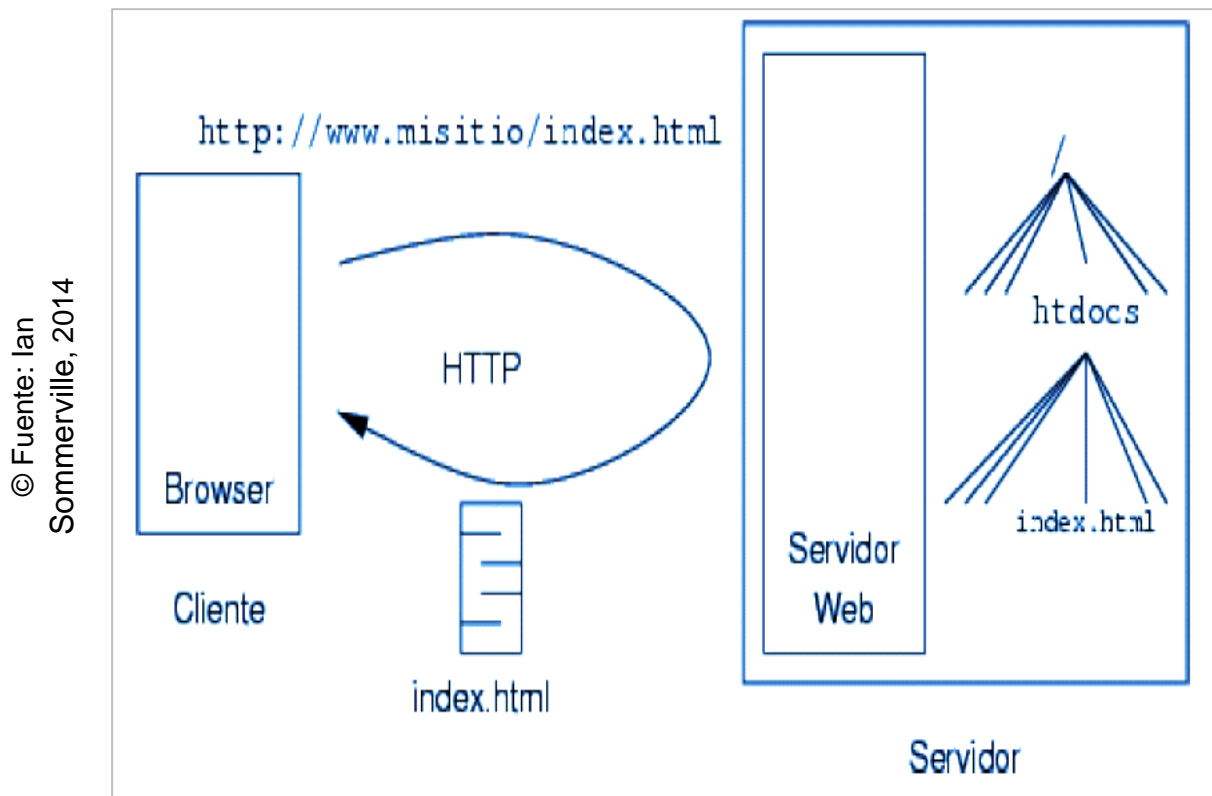 © Fuente: Ian
Sommerville, 2014
http://www.misitio/index.html
/
htdocs
HTTP
index.html
Browser
Servidor
Web
Cliente
index.html
Servidor